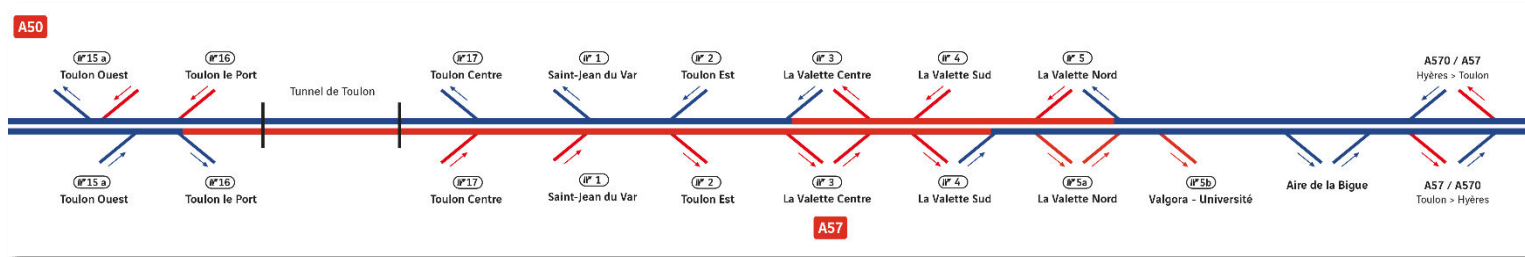 A50
n°15 a
Toulon Ouest
n°16
Toulon le Port
Tunnel de Toulon
n°17
Toulon Centre
n° 1
Saint-Jean du Var
n° 2
Toulon Est
n° 3
La Valette Centre
n° 4
La Valette Sud
n° 5
La Valette Nord
A570 / A57
Hyères > Toulon
n°15 a
Toulon Ouest
n°16
Toulon le Port
n°17
Toulon Centre
n° 1
Saint-Jean du Var
n° 2
Toulon Est
n° 3
La Valette Centre
n° 4
La Valette Sud
n°5a
La Valette Nord
n°5b
Valgora - Université
Aire de la Bigue
A57 / A570
Toulon > Hyères
A57